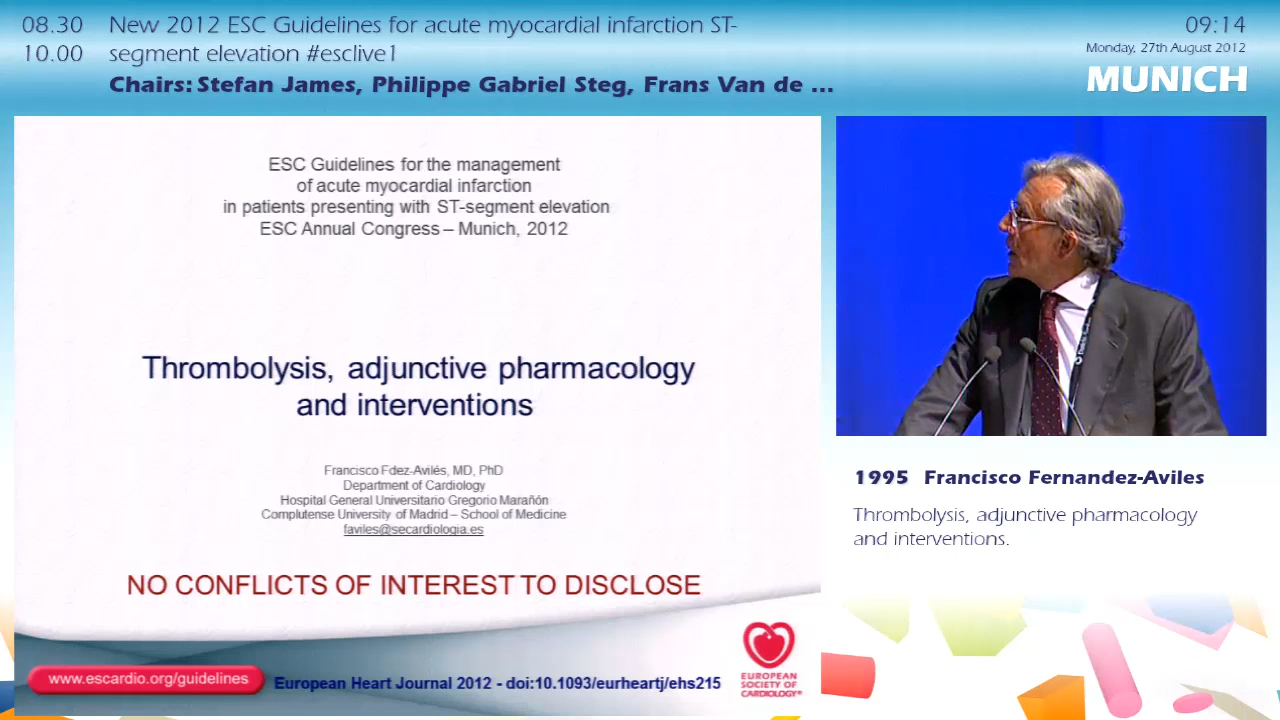 08.30
10.00
New 2012 ESC Guidelines for acute myocardial infarction ST-
segment elevation #esclive1
Chairs: Stefan James, Philippe Gabriel Steg, Frans Van de ...
09:14
Monday, 27th August 2012
MUNICH
ESC Guidelines for the management
of acute myocardial infarction
in patients presenting with ST-segment elevation
ESC Annual Congress – Munich, 2012
Thrombolysis, adjunctive pharmacology
and interventions
Francisco Fdez-Avilés, MD, PhD
Department of Cardiology
Hospital General Universitario Gregorio Marañón
Complutense University of Madrid – School of Medicine
faviles@secardiologia.es
NO CONFLICTS OF INTEREST TO DISCLOSE
www.escardio.org/guidelines
European Heart Journal 2012 - doi:10.1093/eurheartj/ehs215
EUROPEAN
SOCIETY OF
CARDIOLOGY®
1995 Francisco Fernandez-Aviles
Thrombolysis, adjunctive pharmacology
and interventions.